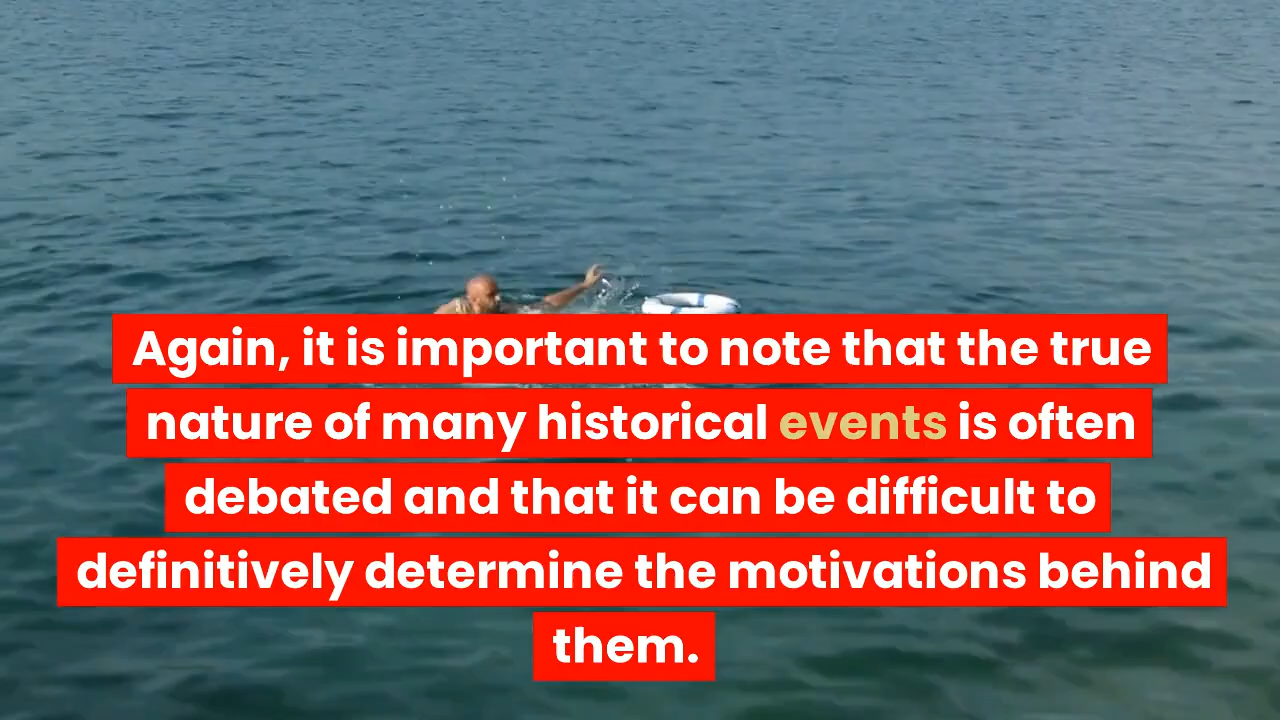 Again, it is important to note that the true
nature of many historical events is often
debated and that it can be difficult to
definitively determine the motivations behind
them.